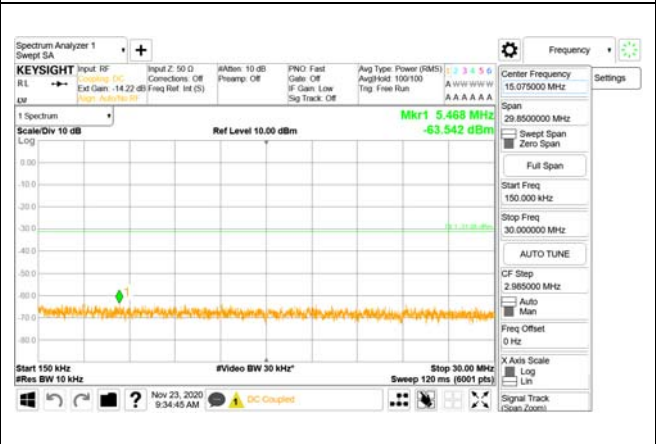 Spectrum Analyzer 1
Swept SA
+
Frequency
KEYSIGHT
RL
Input: RF
Coupling: DC
Ext Gain: -14.22 dB
Align: Auto/No RF
Input Z: 50 Ω
Corrections: Off
Freq Ref: Int (S)
#Atten: 10 dB
Preamp: Off
PNO: Fast
Gate: Off
IF Gain: Low
Sig Track: Off
Avg Type: Power (RMS)
Avg|Hold: 100/100
Trig: Free Run
1 2 3 4 5 6
A W W W W W
A A A A A A
1 Spectrum
Scale/Div 10 dB
Ref Level 10.00 dBm
Mkr1 5.468 MHz
-63.542 dBm
Log
0.00
-10.0
-20.0
-30.0
-40.0
-50.0
-60.0
-70.0
-80.0
1
Start 150 kHz
#Res BW 10 kHz
#Video BW 30 kHz*
Stop 30.00 MHz
Sweep 120 ms (6001 pts)
?
Nov 23, 2020
9:34:45 AM
1
DC Coupled
Center Frequency
15.075000 MHz
Settings
Span
29.8500000 MHz
Swept Span
Zero Span
Full Span
Start Freq
150.000 kHz
Stop Freq
30.000000 MHz
AUTO TUNE
CF Step
2.985000 MHz
Auto
Man
Freq Offset
0 Hz
X Axis Scale
Log
Lin
Signal Track
(Span Zoom)